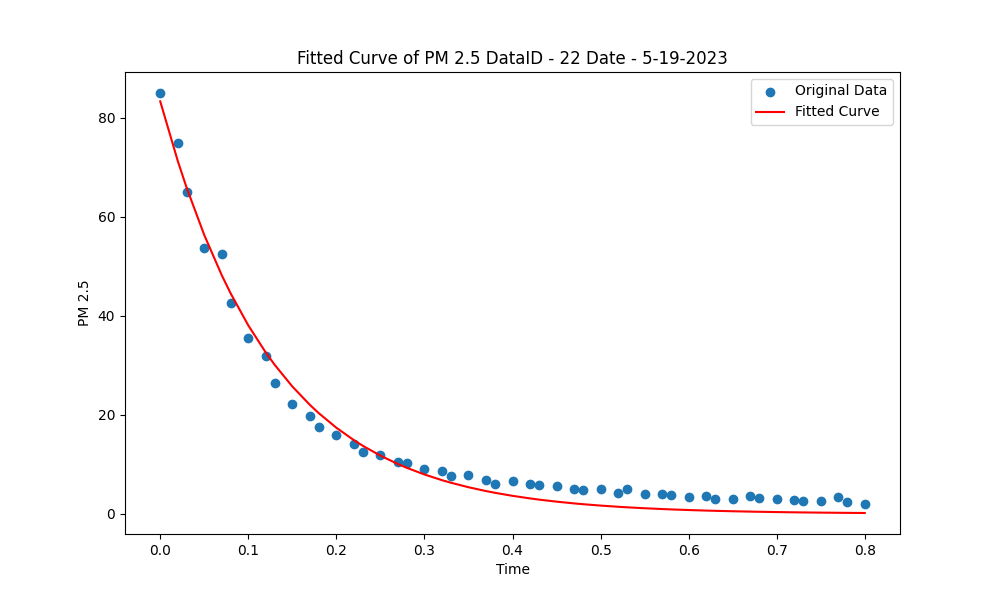 Fitted Curve of PM 2.5 DataID - 22 Date - 5-19-2023
Original Data
Fitted Curve
PM 2.5
80
60
40
20
0
0.0 0.1 0.2 0.3 0.4 0.5 0.6 0.7 0.8
Time